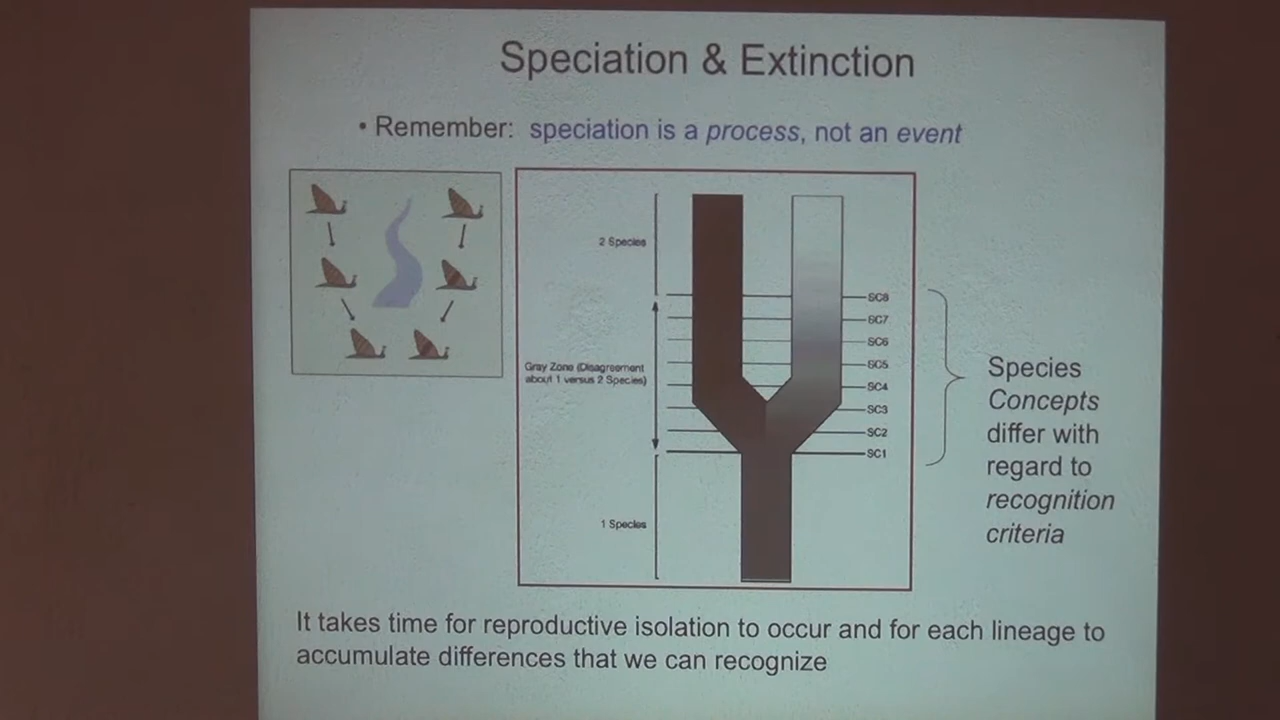 Speciation & Extinction
• Remember: speciation is a process, not an event
2 Species
SC8
SC7
SC6
SC5
Gray Zone (Disagreement
about 1 versus 2 Species)
SC4
SC3
SC2
SC1
1 Species
Species
Concepts
differ with
regard to
recognition
criteria
It takes time for reproductive isolation to occur and for each lineage to
accumulate differences that we can recognize